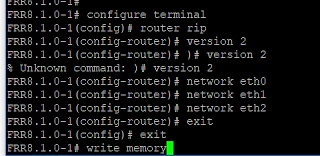 FRR8.1.0-1#
FRR8.1.0-1# configure terminal
FRR8.1.0-1(config)# router rip
FRR8.1.0-1(config-router)# version 2
FRR8.1.0-1(config-router)# )# version 2
% Unknown command: )# version 2
FRR8.1.0-1(config-router)# network eth0
FRR8.1.0-1(config-router)# network eth1
FRR8.1.0-1(config-router)# network eth2
FRR8.1.0-1(config-router)# exit
FRR8.1.0-1(config)# exit
FRR8.1.0-1# write memory